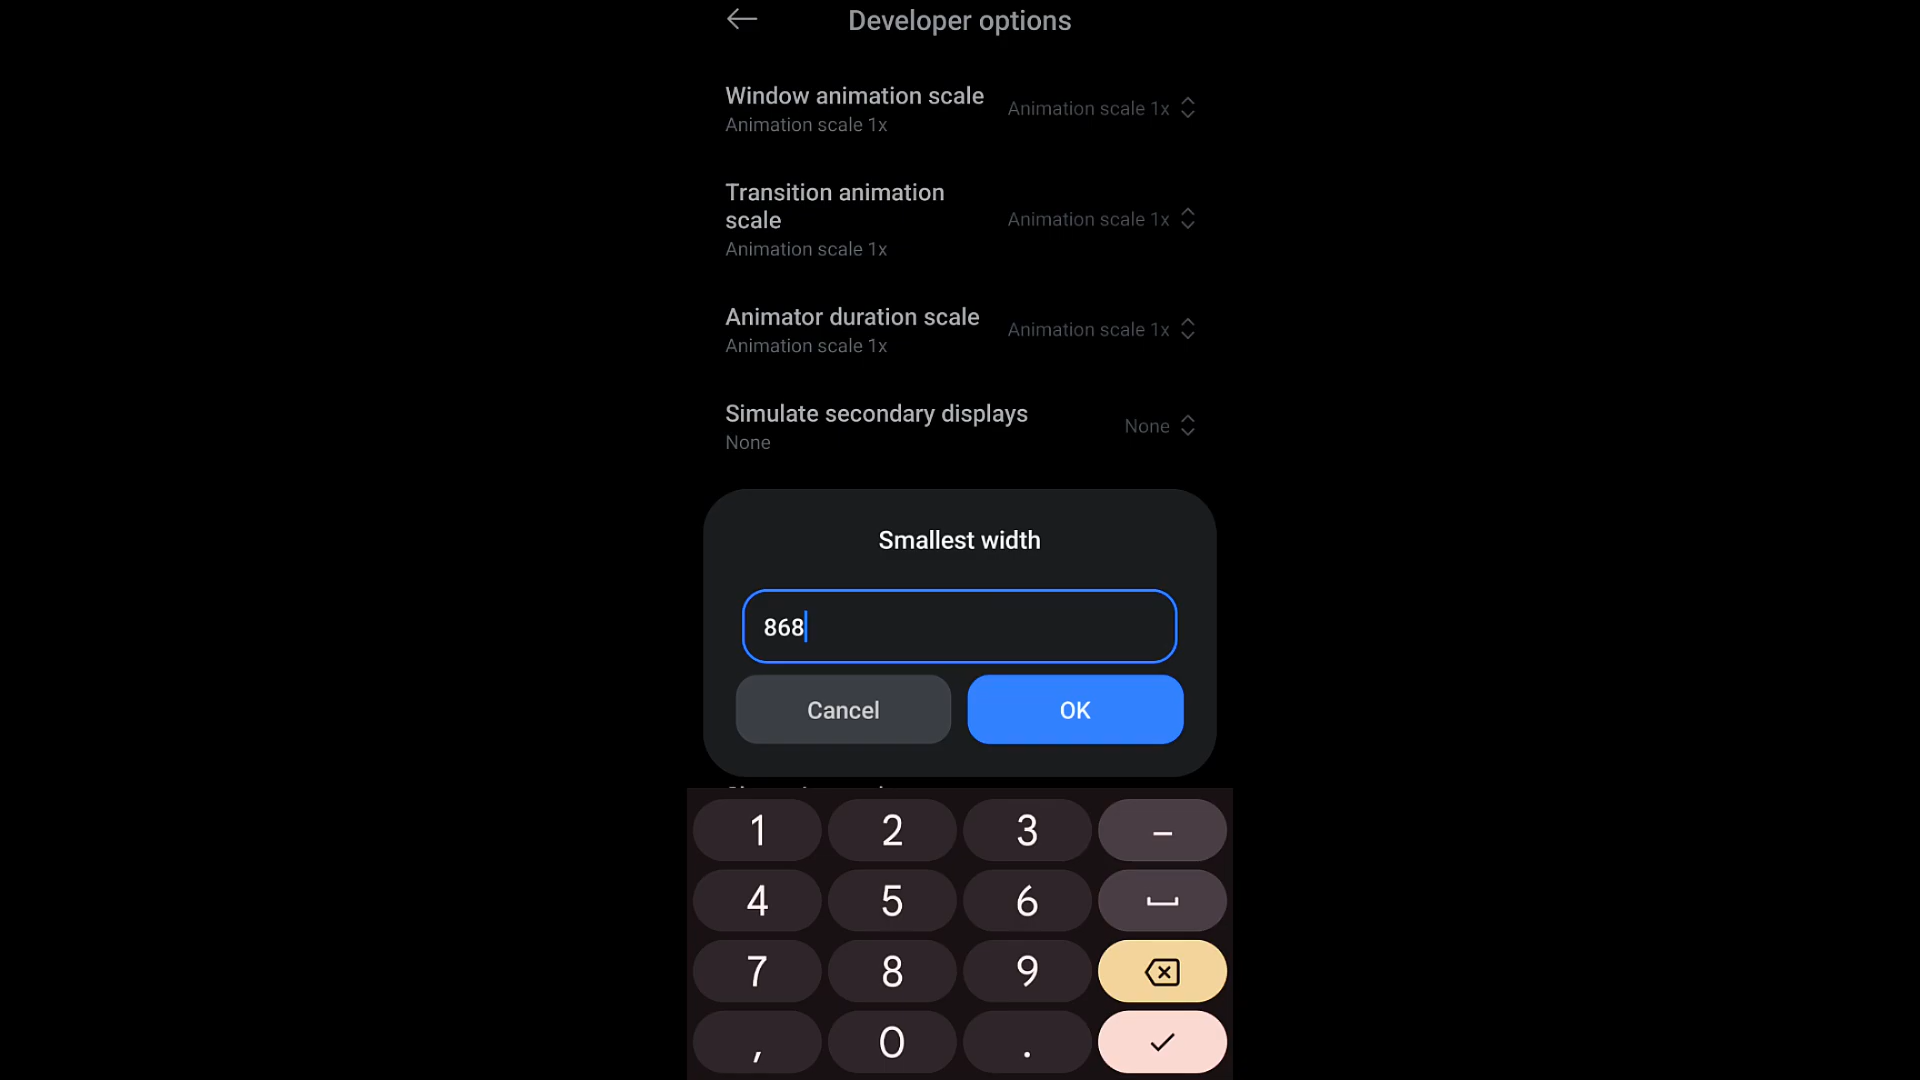 Developer options
Window animation scale
Animation scale 1x
Animation scale 1x
Transition animation
scale
Animation scale 1x
Animation scale 1x
Animator duration scale
Animation scale 1x
Animation scale 1x
Simulate secondary displays
None
None
Smallest width
868
Cancel
OK
1 2 3 –
4 5 6
7 8 9
, 0 .